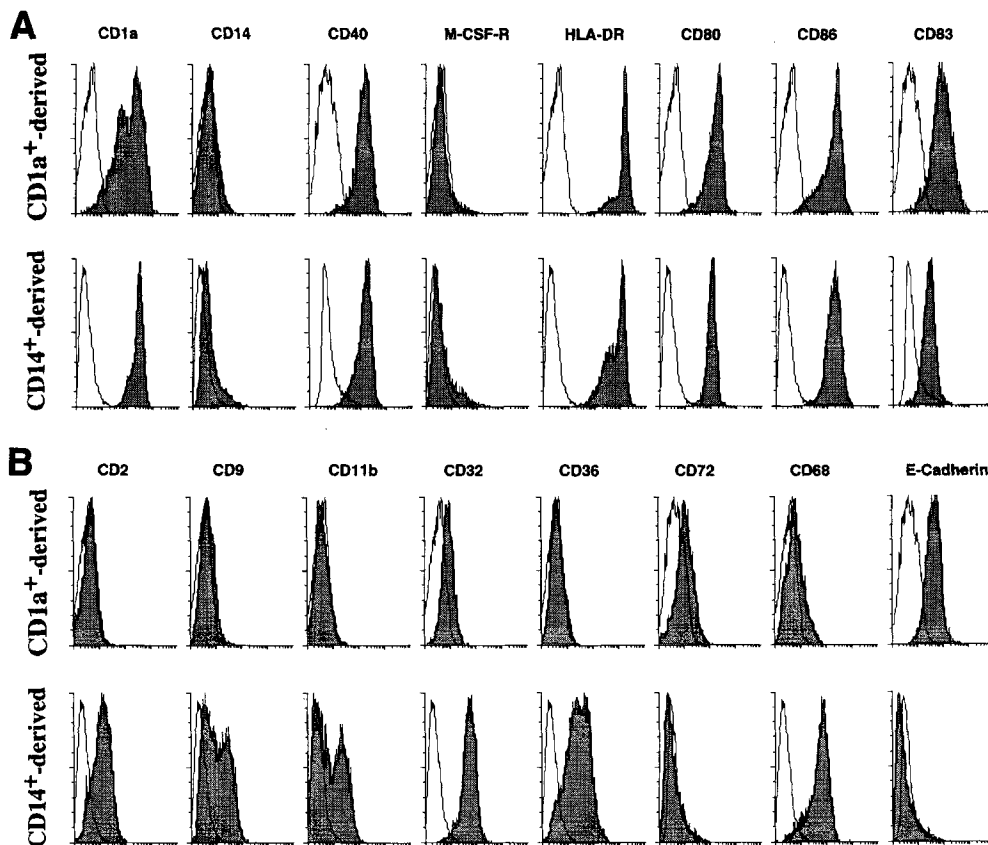 A
CD1a CD14 CD40 M-CSF-R HLA-DR CD80 CD86 CD83
CD1a+-derived
CD14+-derived
B
CD2 CD9 CD11b CD32 CD36 CD72 CD68 E-Cadherin
CD1a+-derived
CD14+-derived